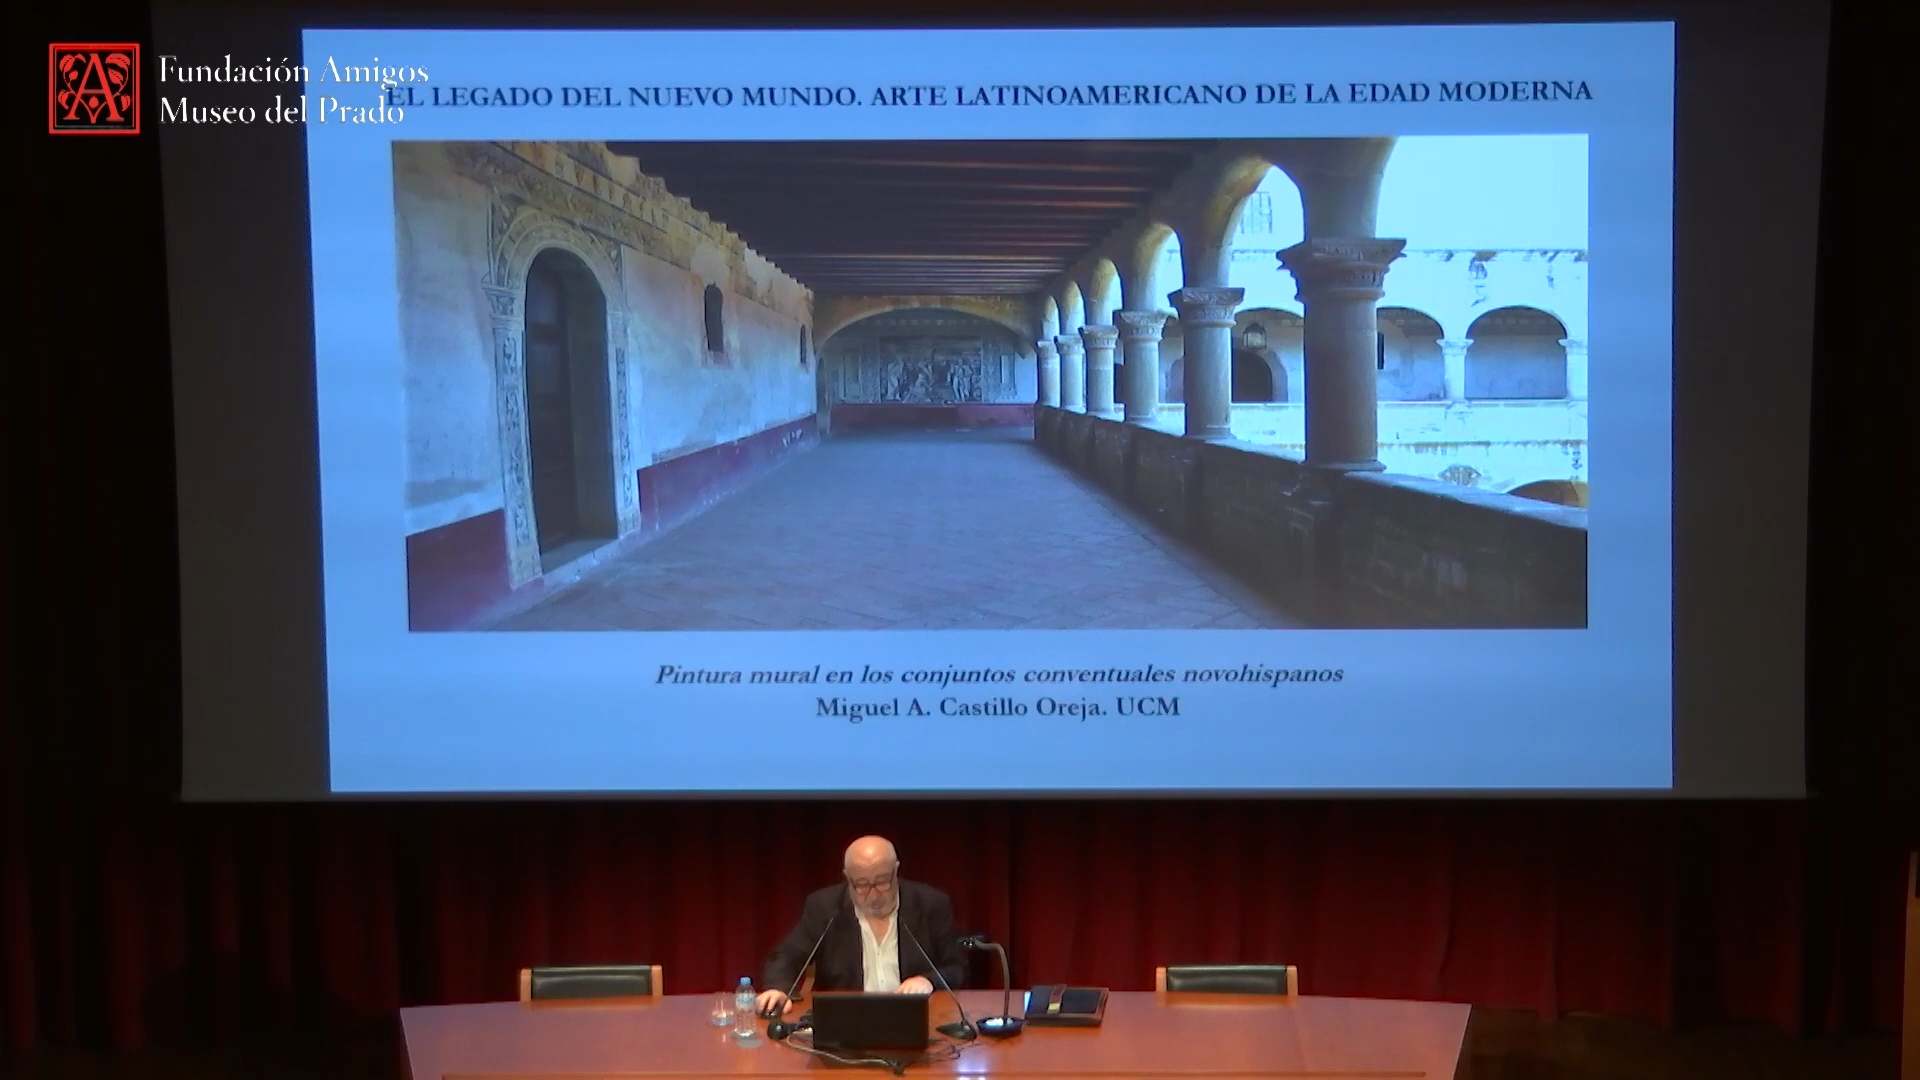 Fundación Amigos
Museo del Prado
EL LEGADO DEL NUEVO MUNDO. ARTE LATINOAMERICANO DE LA EDAD MODERNA
Pintura mural en los conjuntos conventuales novohispanos
Miguel A. Castillo Oreja. UCM